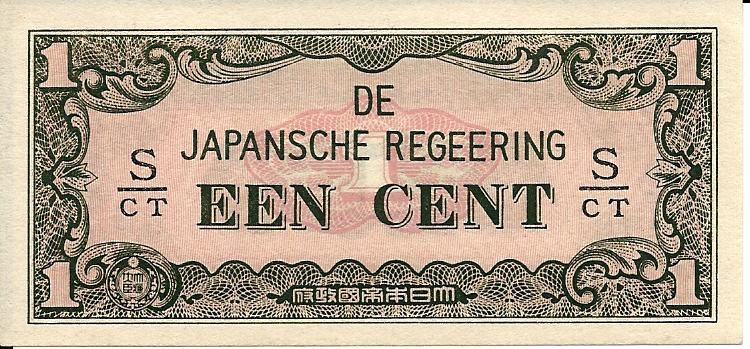 1 1
DE
JAPANSCHE REGEERING
S/CT S/CT
EEN CENT
1 1
府政國帝本日大